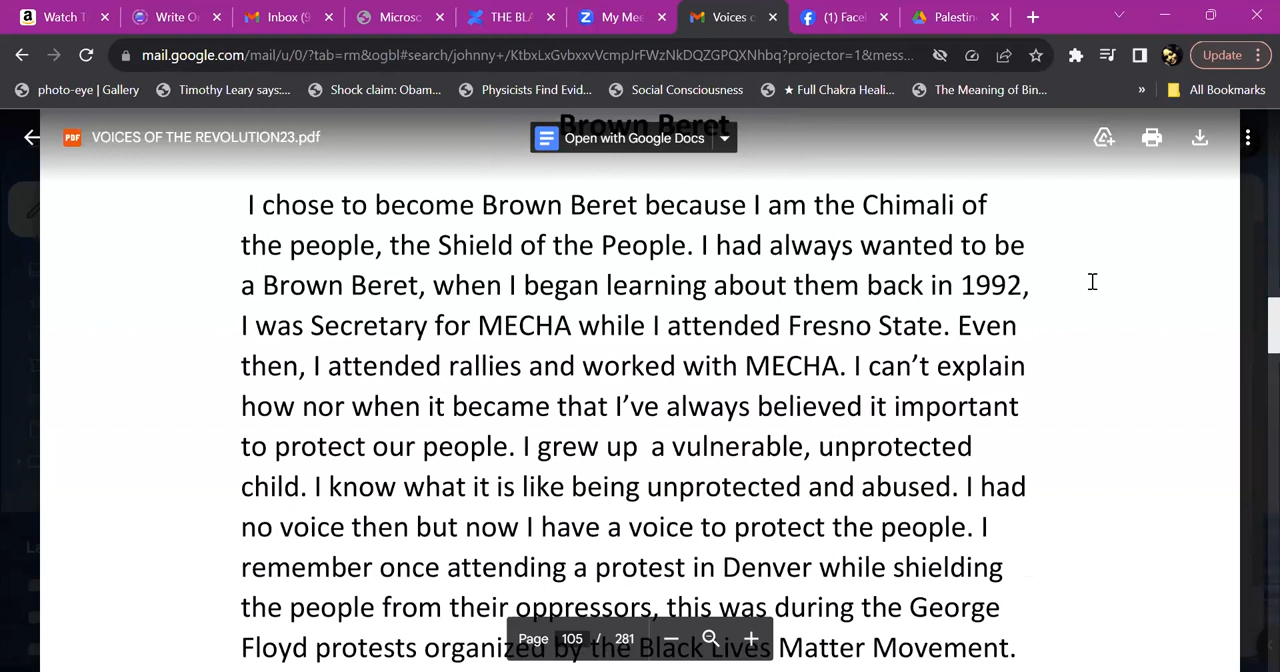 Watch T
Write O
Inbox (9
Microsc
THE BLA
My Mee
Voices o
(1) Face
Palestin
mail.google.com/mail/u/0/?tab=rm&ogbl#search/johnny+/KtbxLxGvbxxvVcmpJrFWzNkDQZGPQXNhbq?projector=1&mess...
Update
photo-eye | Gallery
Timothy Leary says:...
Shock claim: Obam...
Physicists Find Evid...
Social Consciousness
★ Full Chakra Heali...
The Meaning of Bin...
»
All Bookmarks
Brown Beret
PDF
VOICES OF THE REVOLUTION23.pdf
Open with Google Docs
I chose to become Brown Beret because I am the Chimali of
the people, the Shield of the People. I had always wanted to be
a Brown Beret, when I began learning about them back in 1992,
I was Secretary for MECHA while I attended Fresno State. Even
then, I attended rallies and worked with MECHA. I can’t explain
how nor when it became that I’ve always believed it important
to protect our people. I grew up  a vulnerable, unprotected
child. I know what it is like being unprotected and abused. I had
no voice then but now I have a voice to protect the people. I
remember once attending a protest in Denver while shielding
the people from their oppressors, this was during the George
Floyd protests organized by the Black Lives Matter Movement.
Page 105 / 281